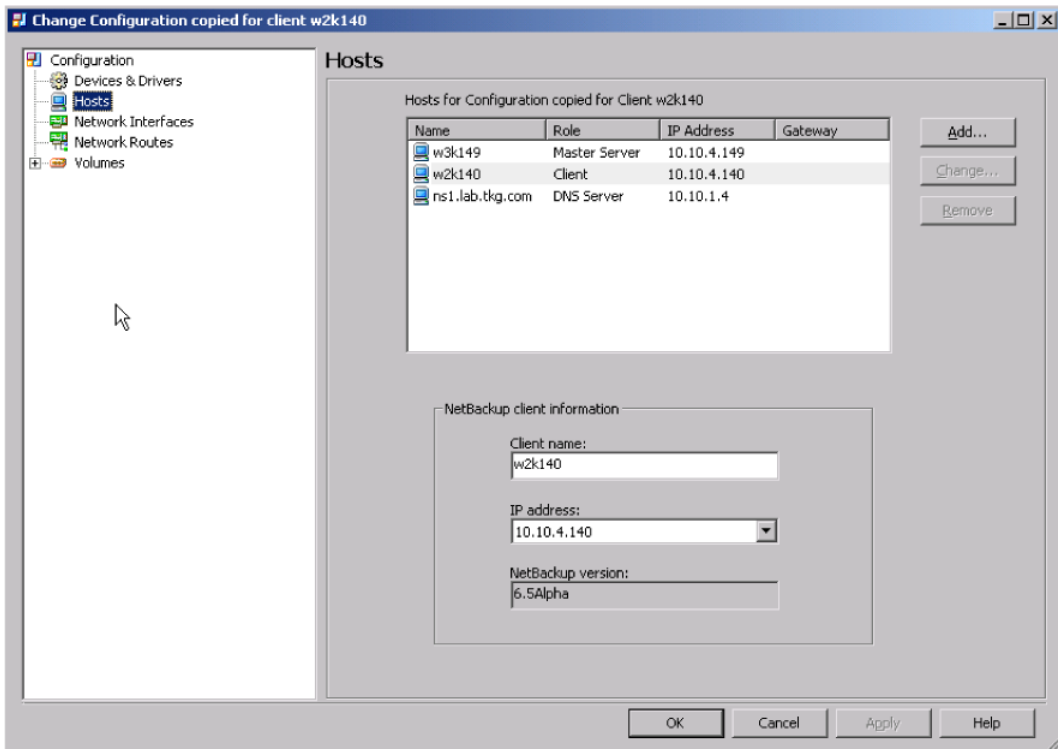 Change Configuration copied for client w2k140
Configuration
Devices & Drivers
Hosts
Network Interfaces
Network Routes
Volumes
Hosts
Hosts for Configuration copied for Client w2k140
Name Role IP Address Gateway
w3k149 Master Server 10.10.4.149
w2k140 Client 10.10.4.140
ns1.lab.tkg.com DNS Server 10.10.1.4
Add...
Change...
Remove
NetBackup client information
Client name:
w2k140
IP address:
10.10.4.140
NetBackup version:
6.5Alpha
OK Cancel Apply Help